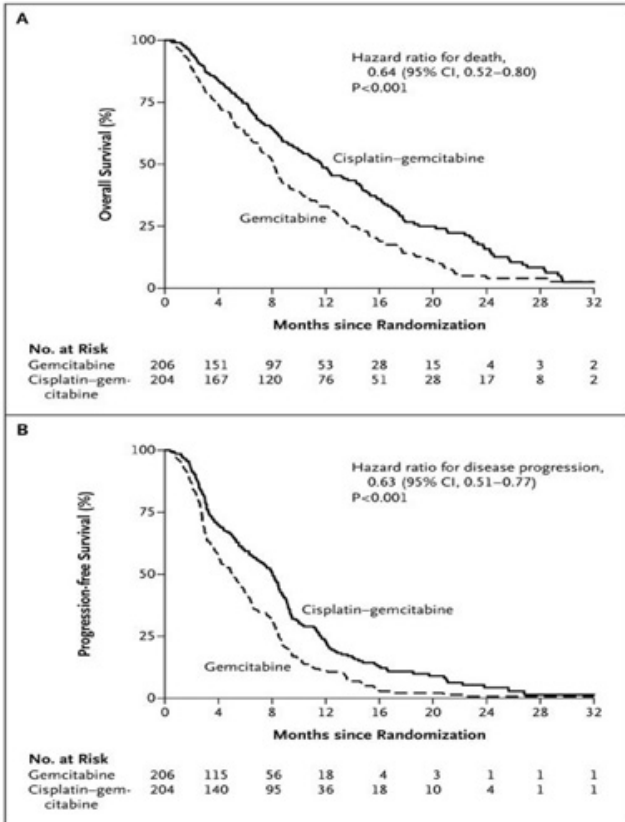 A
Hazard ratio for death,
0.64 (95% CI, 0.52–0.80)
P<0.001
Overall Survival (%)
100
75
50
25
0
Cisplatin–gemcitabine
Gemcitabine
0 4 8 12 16 20 24 28 32
Months since Randomization
No. at Risk
Gemcitabine 206 151 97 53 28 15 4 3 2
Cisplatin–gem- 204 167 120 76 51 28 17 8 2
citabine
B
Hazard ratio for disease progression,
0.63 (95% CI, 0.51–0.77)
P<0.001
Progression-free Survival (%)
100
75
50
25
0
Cisplatin–gemcitabine
Gemcitabine
0 4 8 12 16 20 24 28 32
Months since Randomization
No. at Risk
Gemcitabine 206 115 56 18 4 3 1 1 1
Cisplatin–gem- 204 140 95 36 18 10 4 1 1
citabine